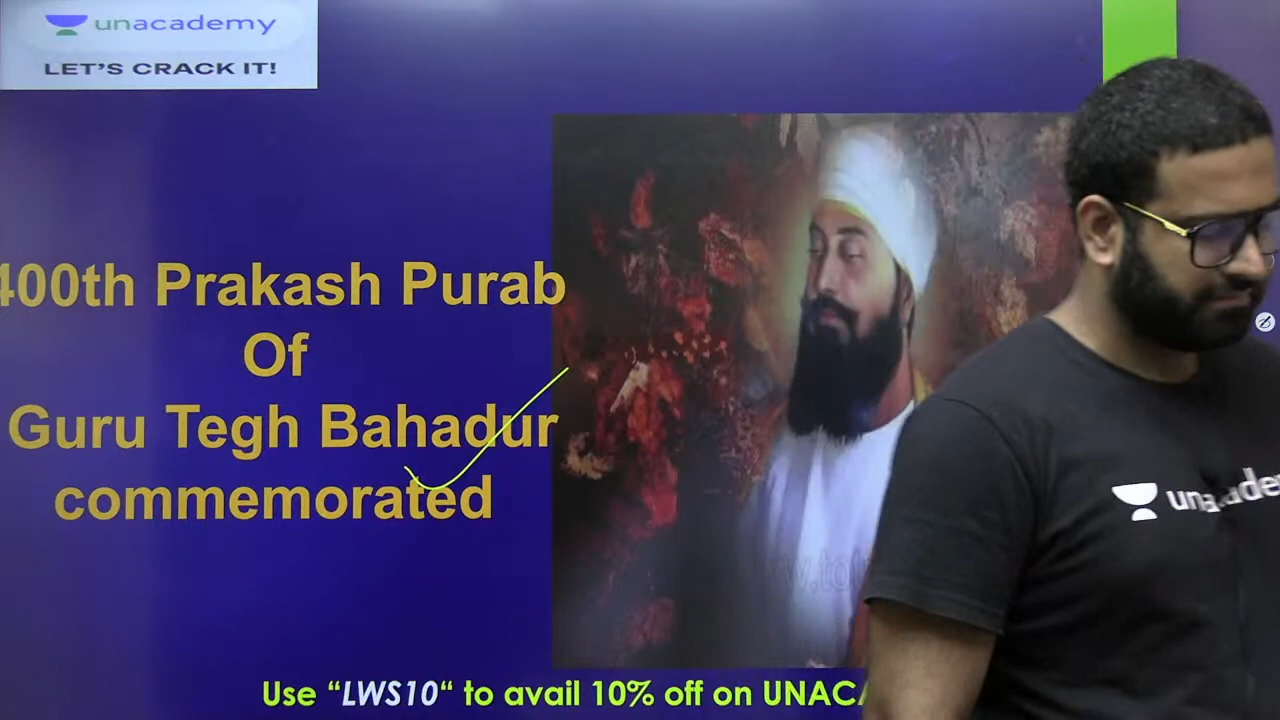 unacademy
LET'S CRACK IT!
400th Prakash Purab
Of
Guru Tegh Bahadur
commemorated
unacademy
Use “LWS10“ to avail 10% off on UNACA